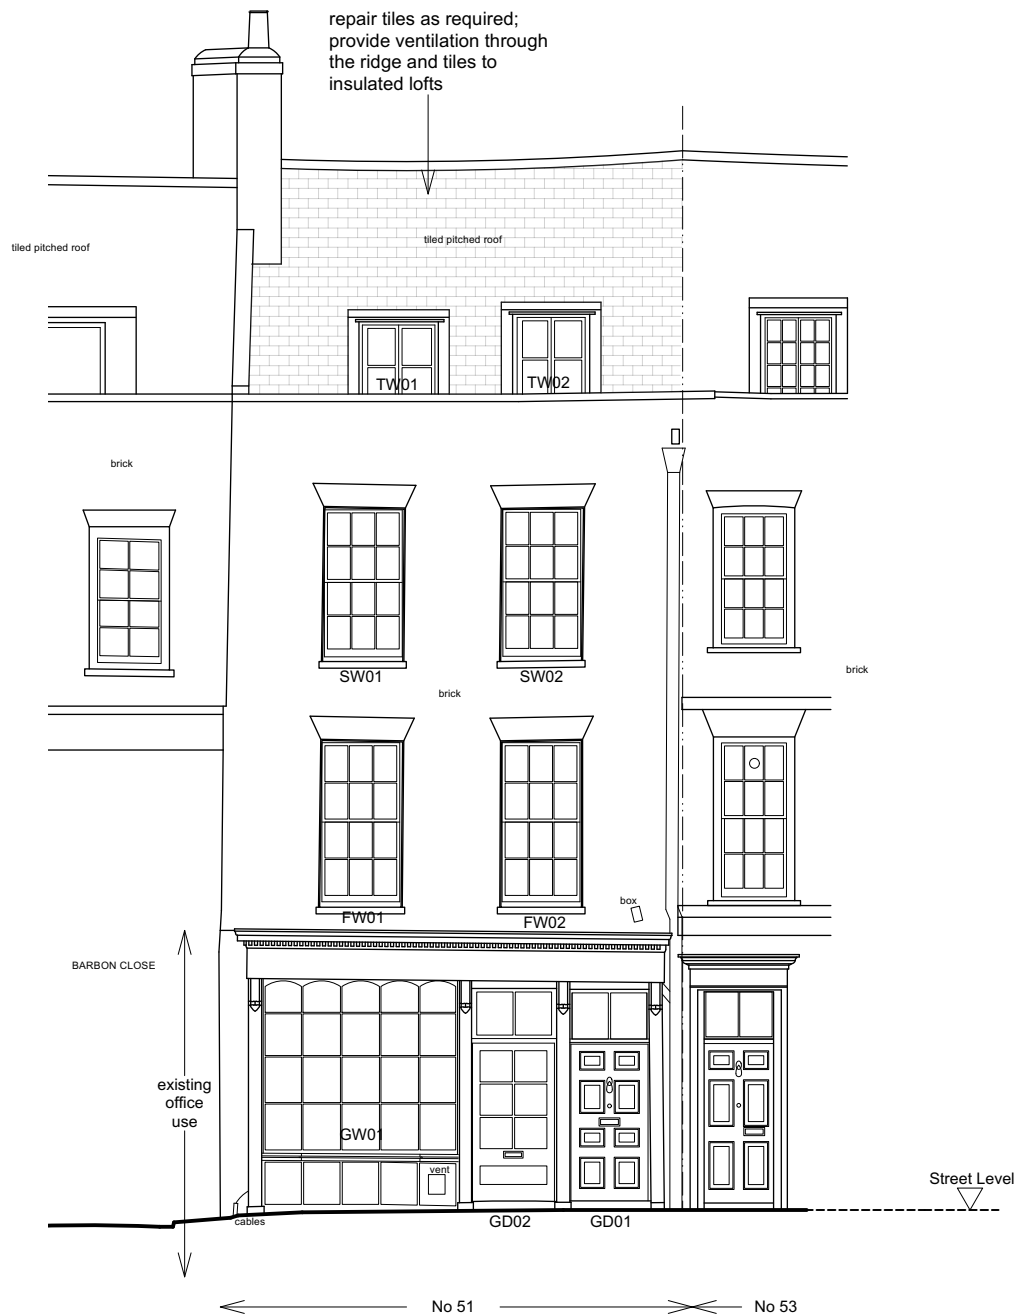 repair tiles as required;
provide ventilation through
the ridge and tiles to
insulated lofts
tiled pitched roof
tiled pitched roof
TW01
TW02
brick
SW01
SW02
brick
brick
box
FW01
FW02
BARBON CLOSE
existing
office
use
GW01
vent
cables
GD02
GD01
Street Level
No 51
No 53